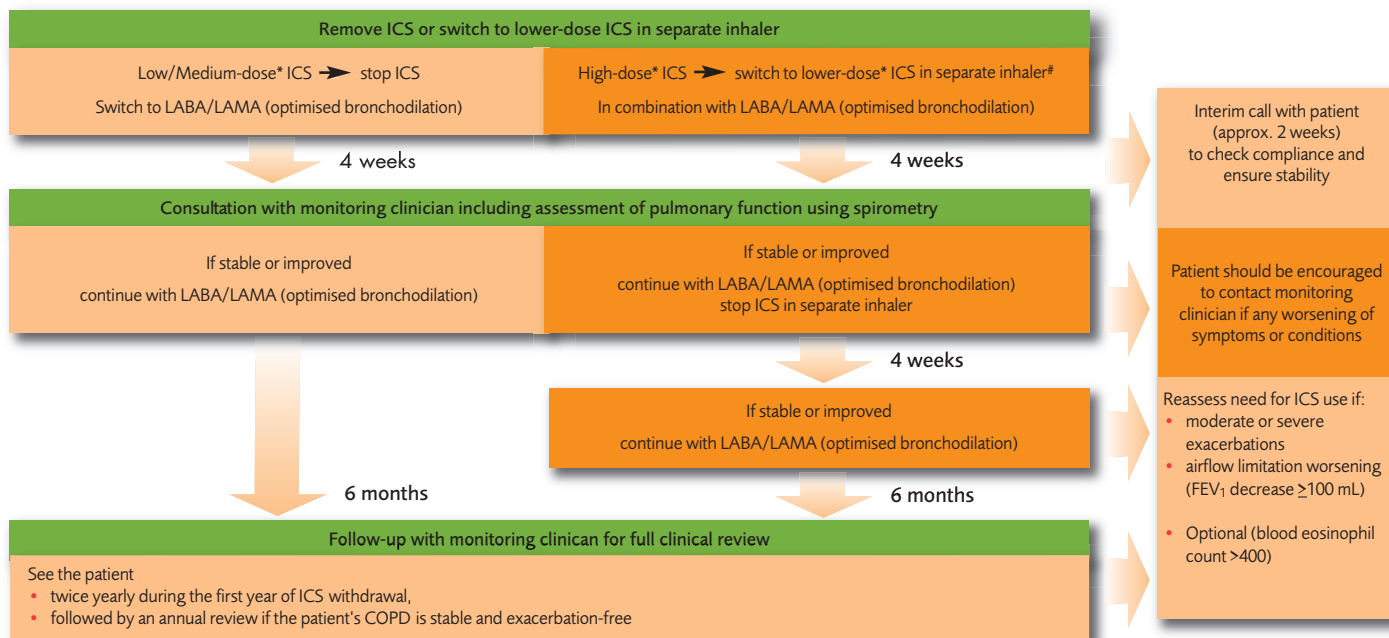 Remove ICS or switch to lower-dose ICS in separate inhaler
Low/Medium-dose* ICS → stop ICS
Switch to LABA/LAMA (optimised bronchodilation)
High-dose* ICS → switch to lower-dose* ICS in separate inhaler#
In combination with LABA/LAMA (optimised bronchodilation)
4 weeks
4 weeks
Interim call with patient
(approx. 2 weeks)
to check compliance and
ensure stability
Consultation with monitoring clinician including assessment of pulmonary function using spirometry
If stable or improved
continue with LABA/LAMA (optimised bronchodilation)
If stable or improved
continue with LABA/LAMA (optimised bronchodilation)
stop ICS in separate inhaler
Patient should be encouraged
to contact monitoring
clinician if any worsening of
symptoms or conditions
4 weeks
If stable or improved
continue with LABA/LAMA (optimised bronchodilation)
Reassess need for ICS use if:
• moderate or severe
exacerbations
• airflow limitation worsening
(FEV₁ decrease ≥100 mL)
• Optional (blood eosinophil
count >400)
6 months
6 months
Follow-up with monitoring clinican for full clinical review
See the patient
• twice yearly during the first year of ICS withdrawal,
• followed by an annual review if the patient's COPD is stable and exacerbation-free